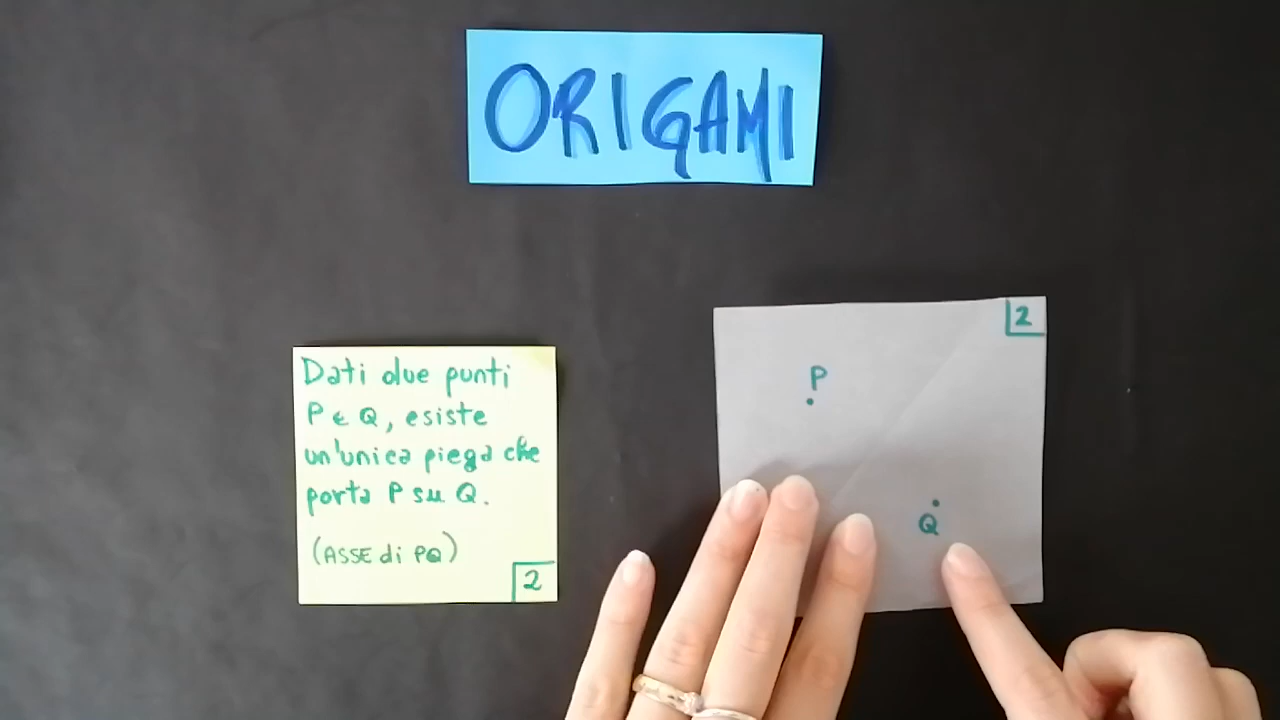 ORIGAMI
Dati due punti
P e Q, esiste
un'unica piega che
porta P su Q.
(ASSE di PQ)
2
2
P
Q